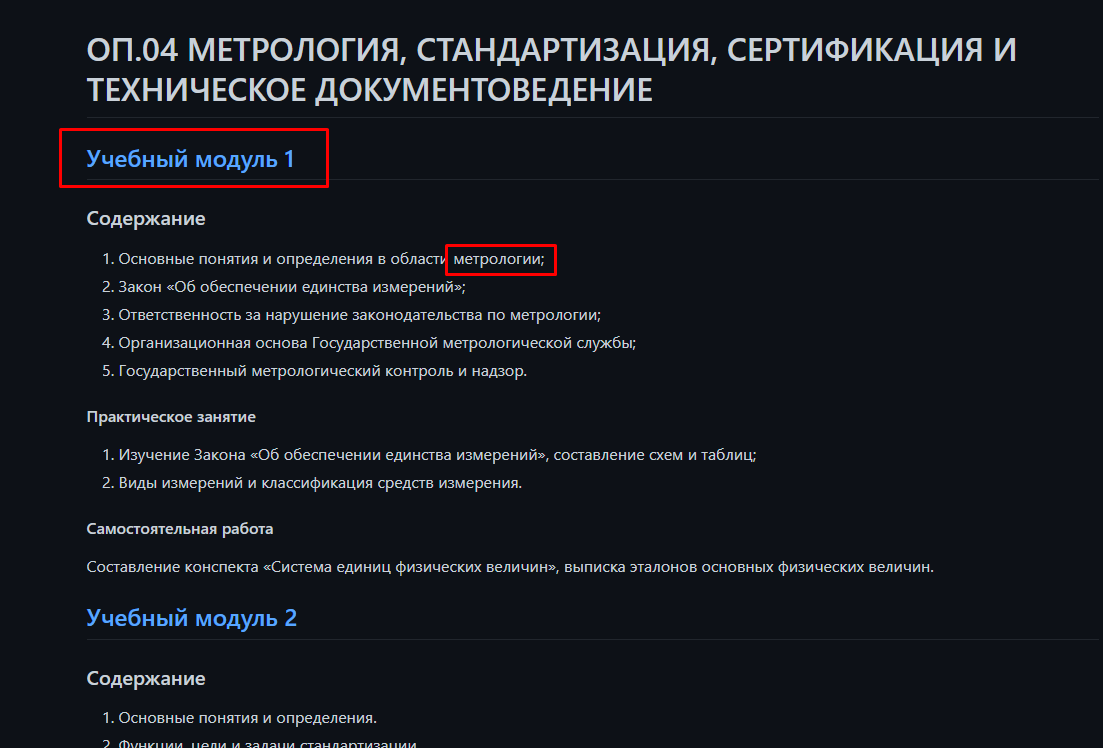 ОП.04 МЕТРОЛОГИЯ, СТАНДАРТИЗАЦИЯ, СЕРТИФИКАЦИЯ И
ТЕХНИЧЕСКОЕ ДОКУМЕНТОВЕДЕНИЕ
Учебный модуль 1
Содержание
1. Основные понятия и определения в области метрологии;
2. Закон «Об обеспечении единства измерений»;
3. Ответственность за нарушение законодательства по метрологии;
4. Организационная основа Государственной метрологической службы;
5. Государственный метрологический контроль и надзор.
Практическое занятие
1. Изучение Закона «Об обеспечении единства измерений», составление схем и таблиц;
2. Виды измерений и классификация средств измерения.
Самостоятельная работа
Составление конспекта «Система единиц физических величин», выписка эталонов основных физических величин.
Учебный модуль 2
Содержание
1. Основные понятия и определения.
2. Функции, цели и задачи стандартизации